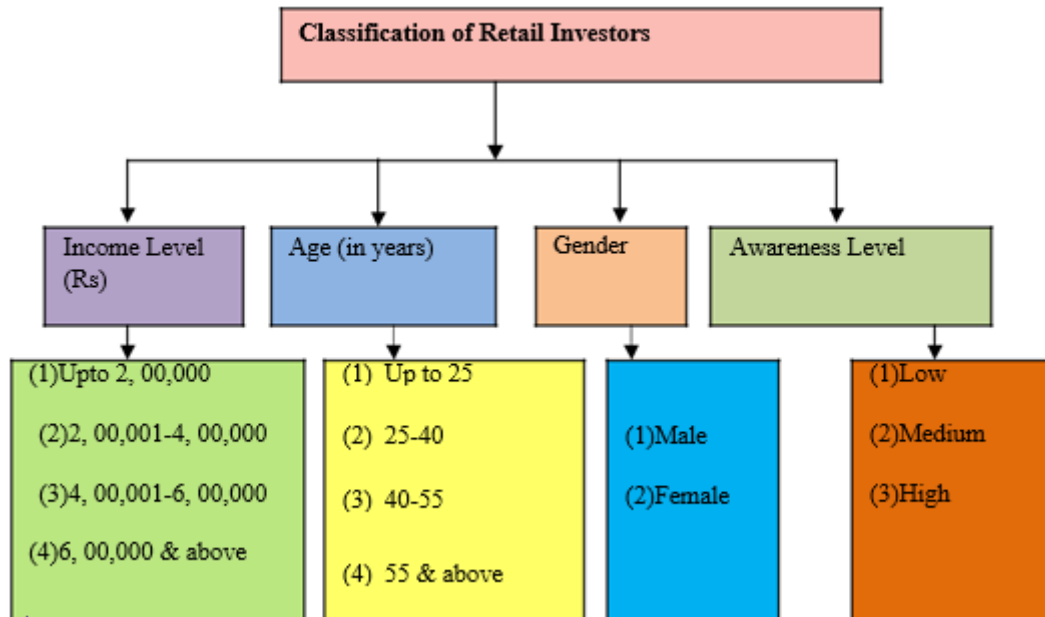 Classification of Retail Investors
Income Level
(Rs)
Age (in years)
Gender
Awareness Level
(1)Upto 2, 00,000
(2)2, 00,001-4, 00,000
(3)4, 00,001-6, 00,000
(4)6, 00,000 & above
(1) Up to 25
(2) 25-40
(3) 40-55
(4) 55 & above
(1)Male
(2)Female
(1)Low
(2)Medium
(3)High